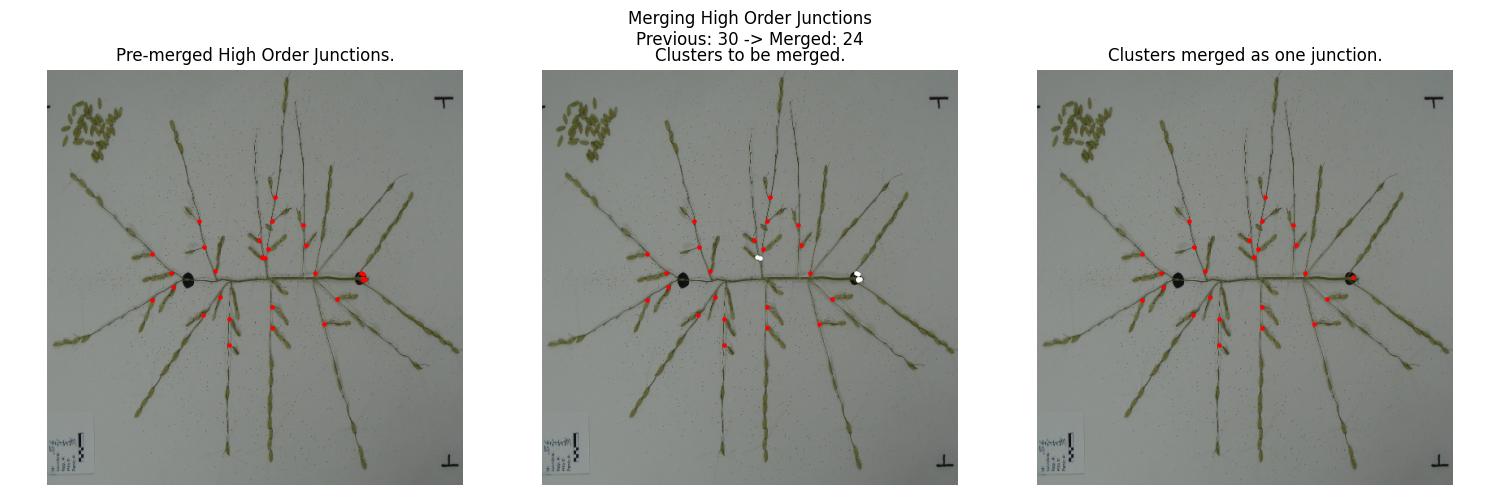 Merging High Order Junctions
Previous: 30 -> Merged: 24
Pre-merged High Order Junctions.
Clusters to be merged.
Clusters merged as one junction.